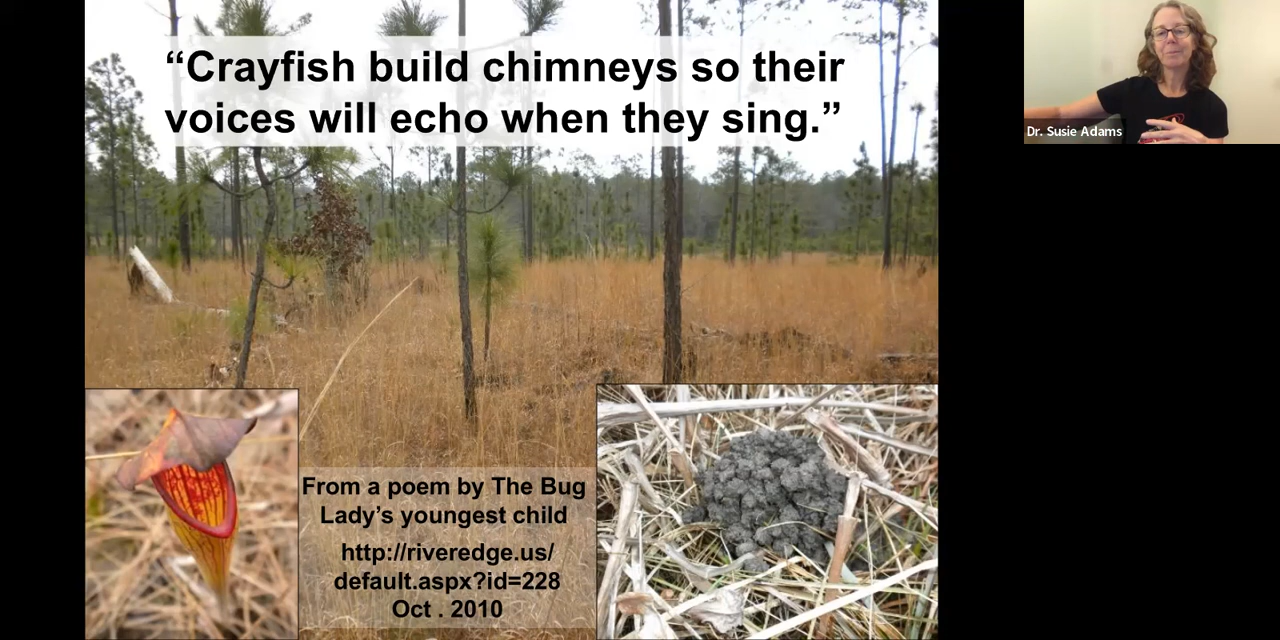 “Crayfish build chimneys so their
voices will echo when they sing.”
Dr. Susie Adams
From a poem by The Bug
Lady’s youngest child
http://riveredge.us/
default.aspx?id=228
Oct . 2010